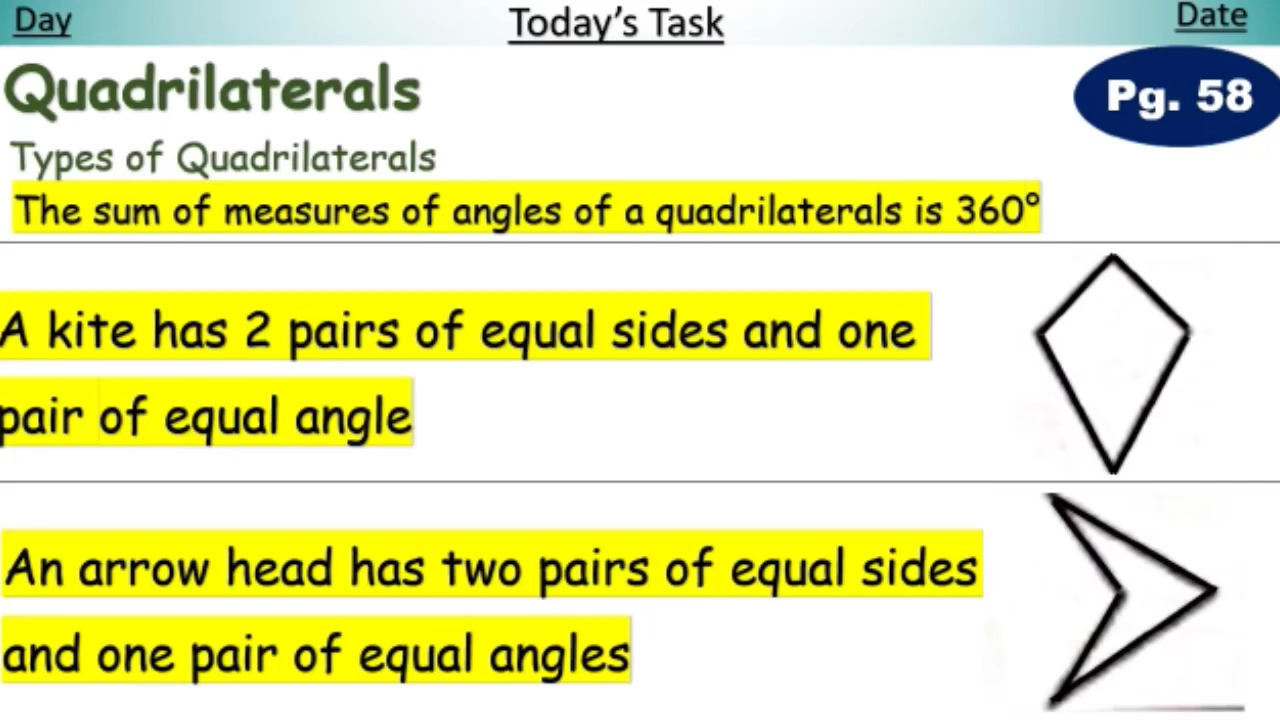 Day
Today's Task
Date
Quadrilaterals
Pg. 58
Types of Quadrilaterals
The sum of measures of angles of a quadrilaterals is 360°
A kite has 2 pairs of equal sides and one
pair of equal angle
An arrow head has two pairs of equal sides
and one pair of equal angles